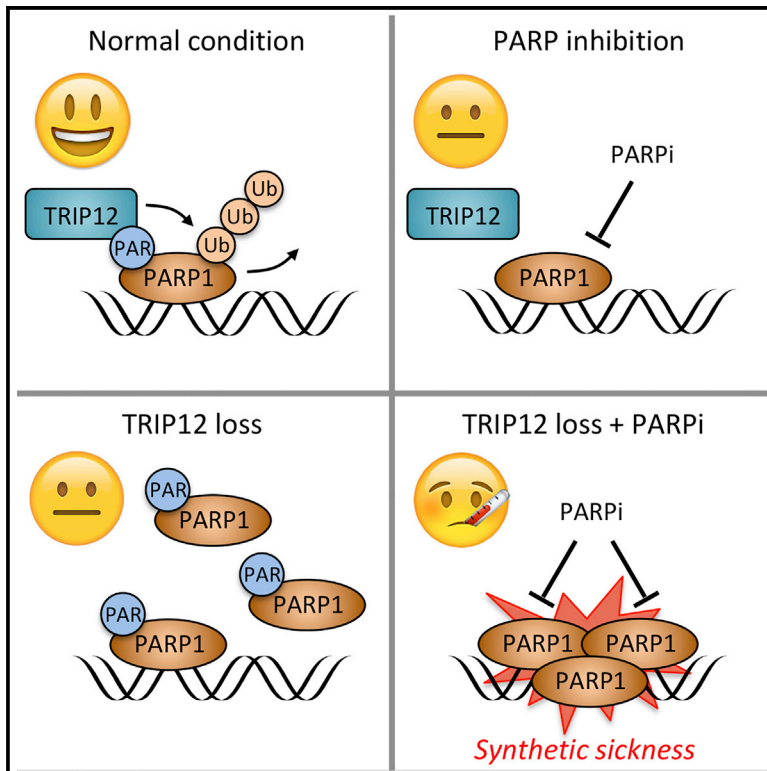 Normal condition
TRIP12
PAR
PARP1
Ub
Ub
Ub
Ub
PARP inhibition
PARPi
TRIP12
PARP1
TRIP12 loss
PAR
PARP1
PAR
PARP1
PAR
PARP1
TRIP12 loss + PARPi
PARPi
PARP1
PARP1
PARP1
Synthetic sickness